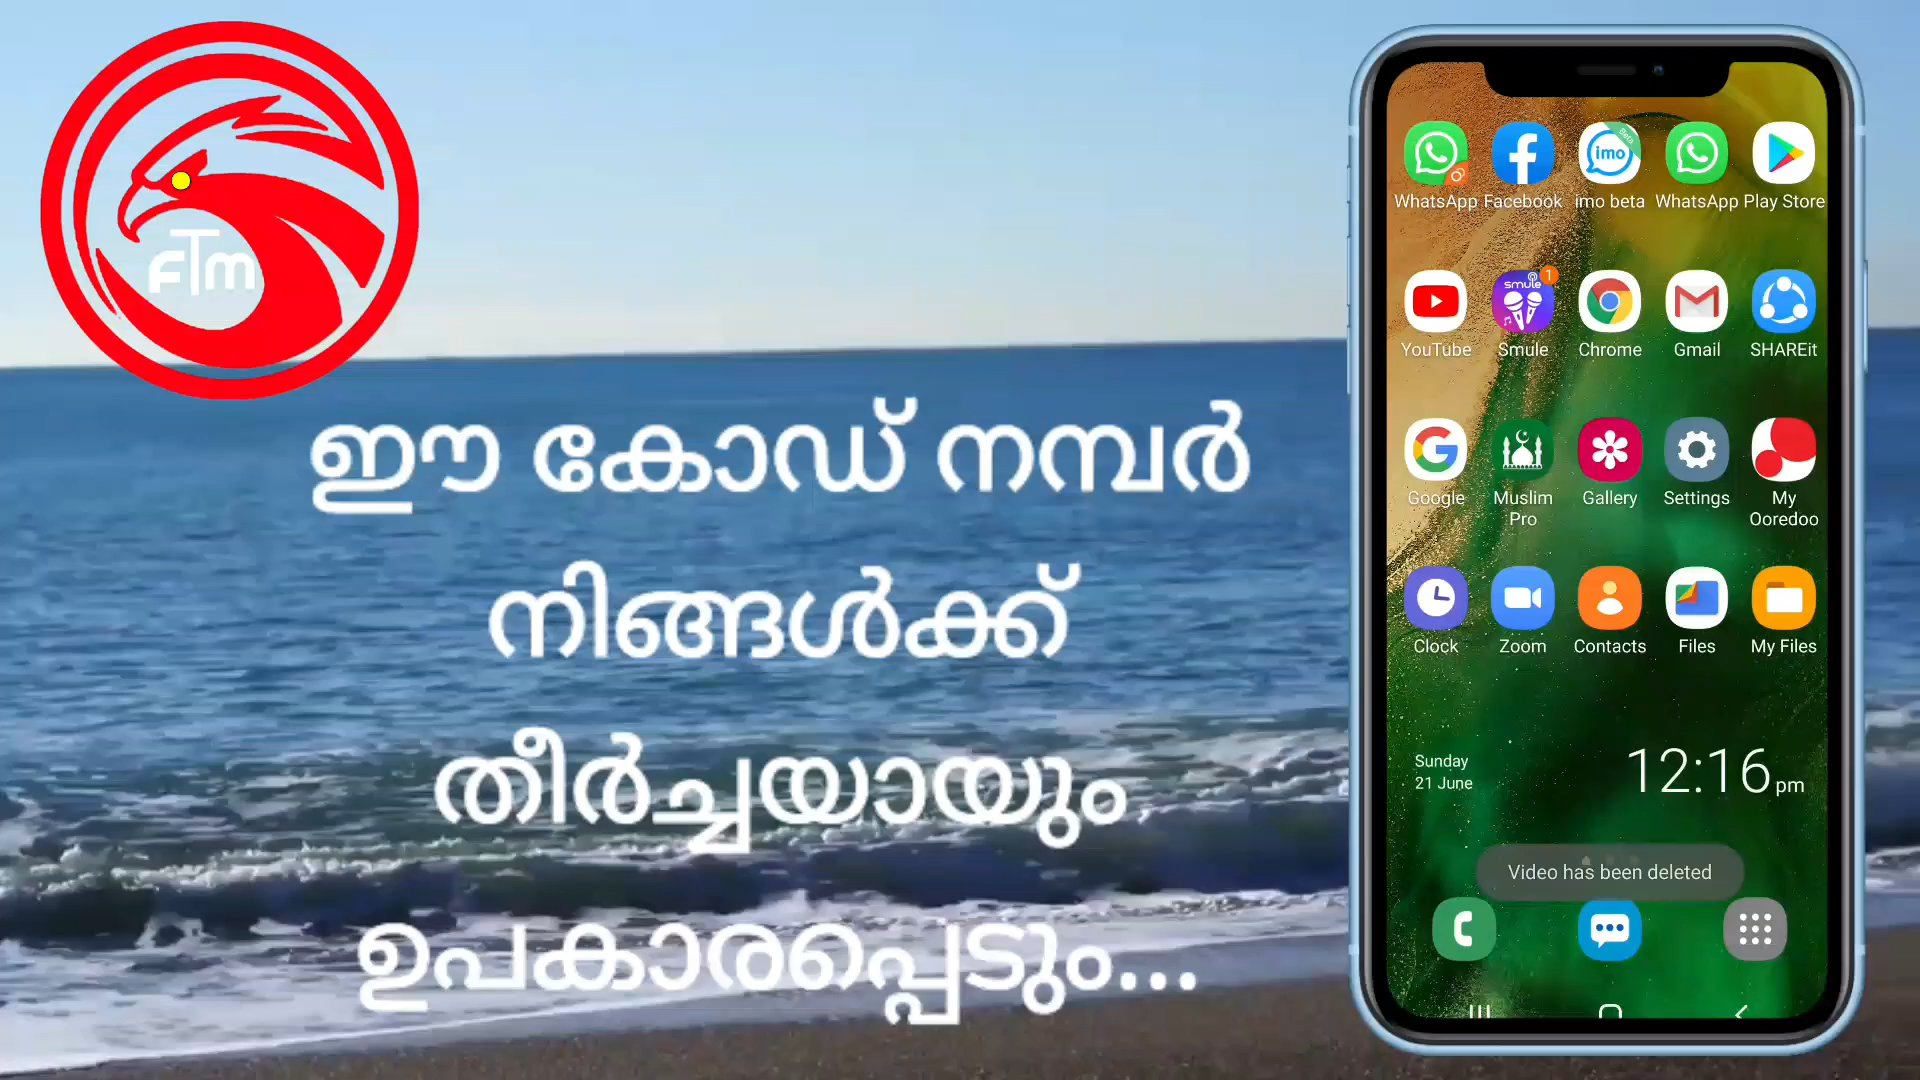 FTm
ഈ കോഡ് നമ്പർ
നിങ്ങൾക്ക്
തീർച്ചയായും
ഉപകാരപ്പെടും...
WhatsApp Facebook imo beta WhatsApp Play Store
YouTube Smule Chrome Gmail SHAREit
Google Muslim Pro Gallery Settings My Ooredoo
Clock Zoom Contacts Files My Files
Sunday
21 June
12:16 pm
Video has been deleted